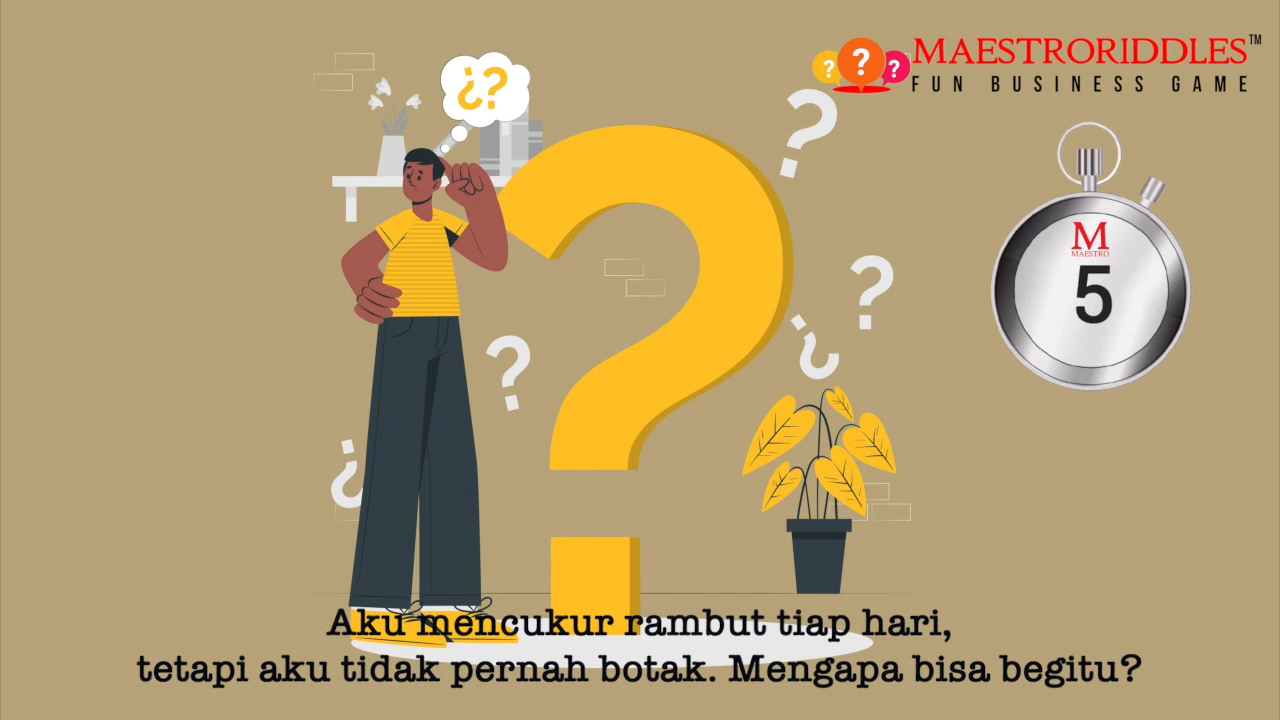 ¿?
? ? ? MAESTRORIDDLES™
FUN BUSINESS GAME
M
MAESTRO
5
?
?
?
¿
?
¿
Aku mencukur rambut tiap hari,
tetapi aku tidak pernah botak. Mengapa bisa begitu?